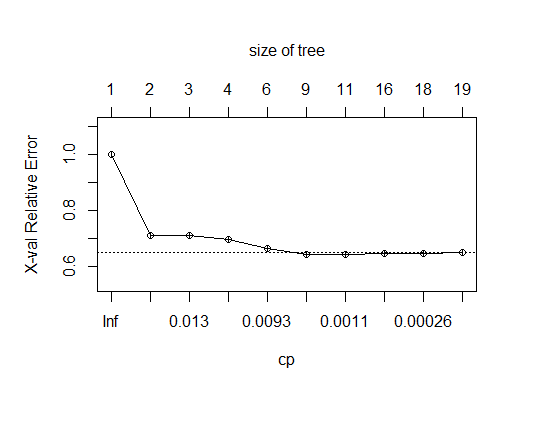 size of tree
1 2 3 4 6 9 11 16 18 19
X-val Relative Error
1.0
0.8
0.6
Inf 0.013 0.0093 0.0011 0.00026
cp